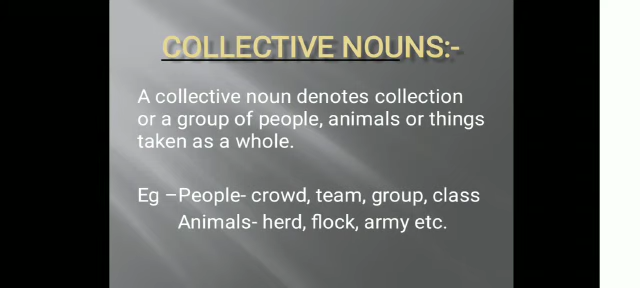 COLLECTIVE NOUNS:-
A collective noun denotes collection
or a group of people, animals or things
taken as a whole.
Eg –People- crowd, team, group, class
Animals- herd, flock, army etc.